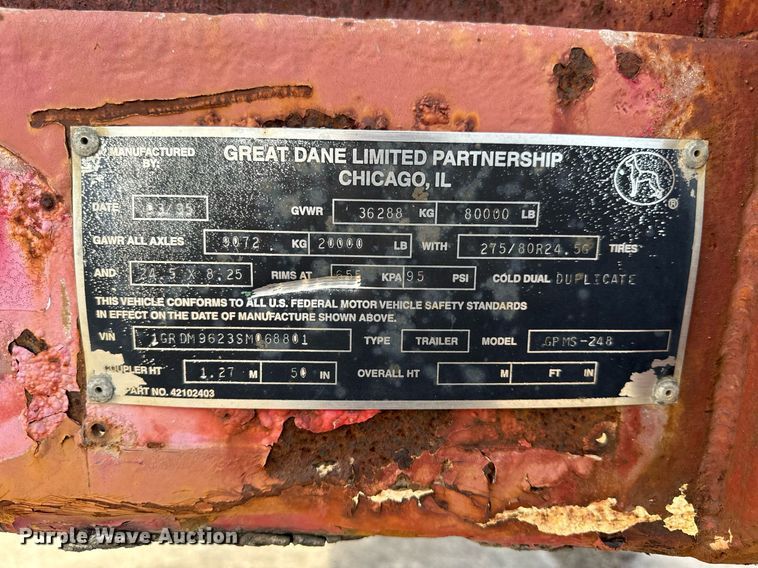 MANUFACTURED BY: GREAT DANE LIMITED PARTNERSHIP
CHICAGO, IL
DATE 03/95 GVWR 36288 KG 80000 LB
GAWR ALL AXLES 9072 KG 20000 LB WITH 275/80R24.5G TIRES
AND 24.5 X 8.25 RIMS AT 655 KPA 95 PSI COLD DUAL DUPLICATE
THIS VEHICLE CONFORMS TO ALL U.S. FEDERAL MOTOR VEHICLE SAFETY STANDARDS
IN EFFECT ON THE DATE OF MANUFACTURE SHOWN ABOVE.
VIN 1GRDM9623SM068801 TYPE TRAILER MODEL GPMS-248
COUPLER HT 1.27 M 50 IN OVERALL HT M FT IN
PART NO. 42102403
®
Purple Wave Auction